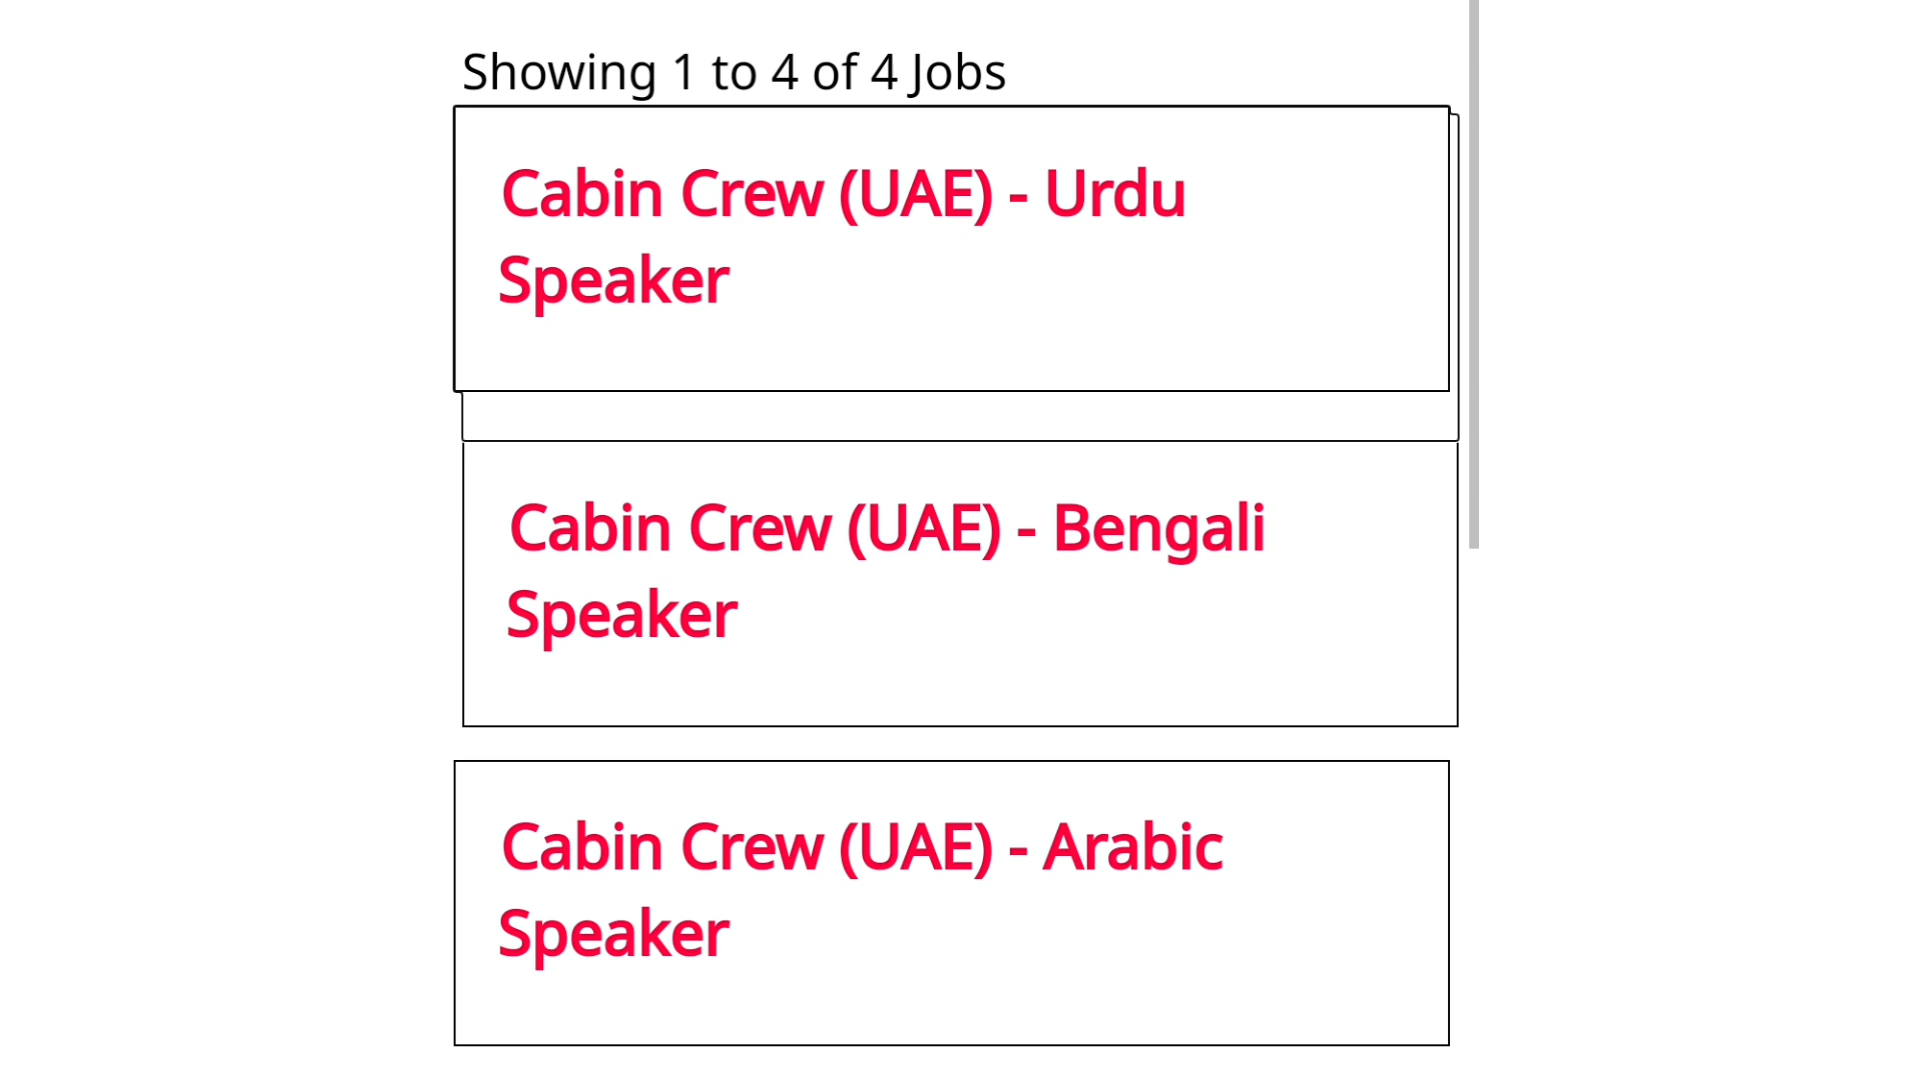 Showing 1 to 4 of 4 Jobs
Cabin Crew (UAE) - Urdu
Speaker
Cabin Crew (UAE) - Bengali
Speaker
Cabin Crew (UAE) - Arabic
Speaker